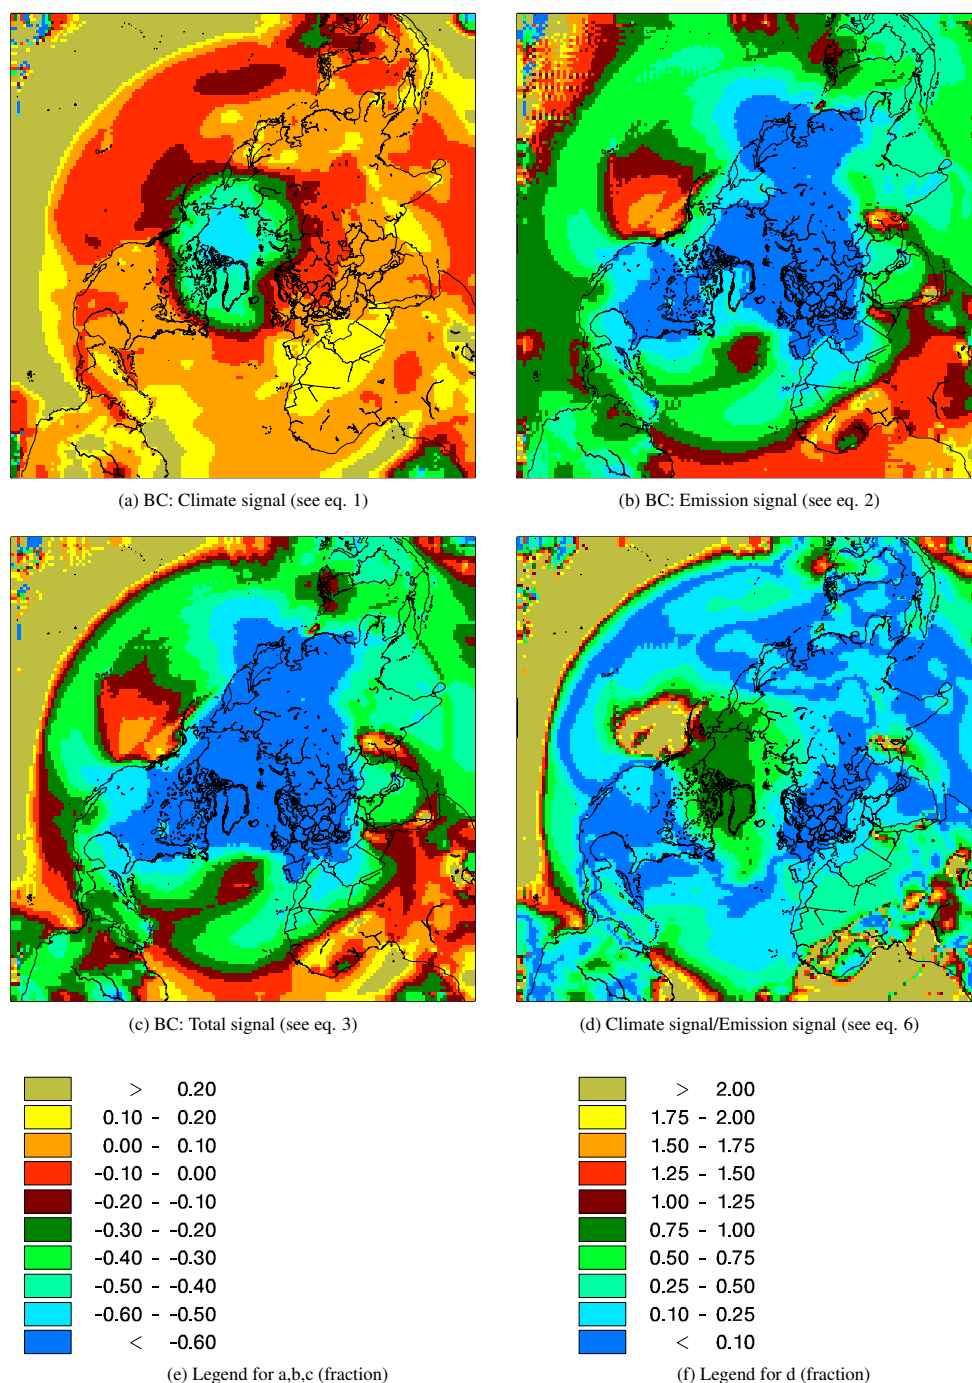 (a) BC: Climate signal (see eq. 1)
(b) BC: Emission signal (see eq. 2)
(c) BC: Total signal (see eq. 3)
(d) Climate signal/Emission signal (see eq. 6)
> 0.20
0.10 - 0.20
0.00 - 0.10
-0.10 - 0.00
-0.20 - -0.10
-0.30 - -0.20
-0.40 - -0.30
-0.50 - -0.40
-0.60 - -0.50
< -0.60
(e) Legend for a,b,c (fraction)
> 2.00
1.75 - 2.00
1.50 - 1.75
1.25 - 1.50
1.00 - 1.25
0.75 - 1.00
0.50 - 0.75
0.25 - 0.50
0.10 - 0.25
< 0.10
(f) Legend for d (fraction)